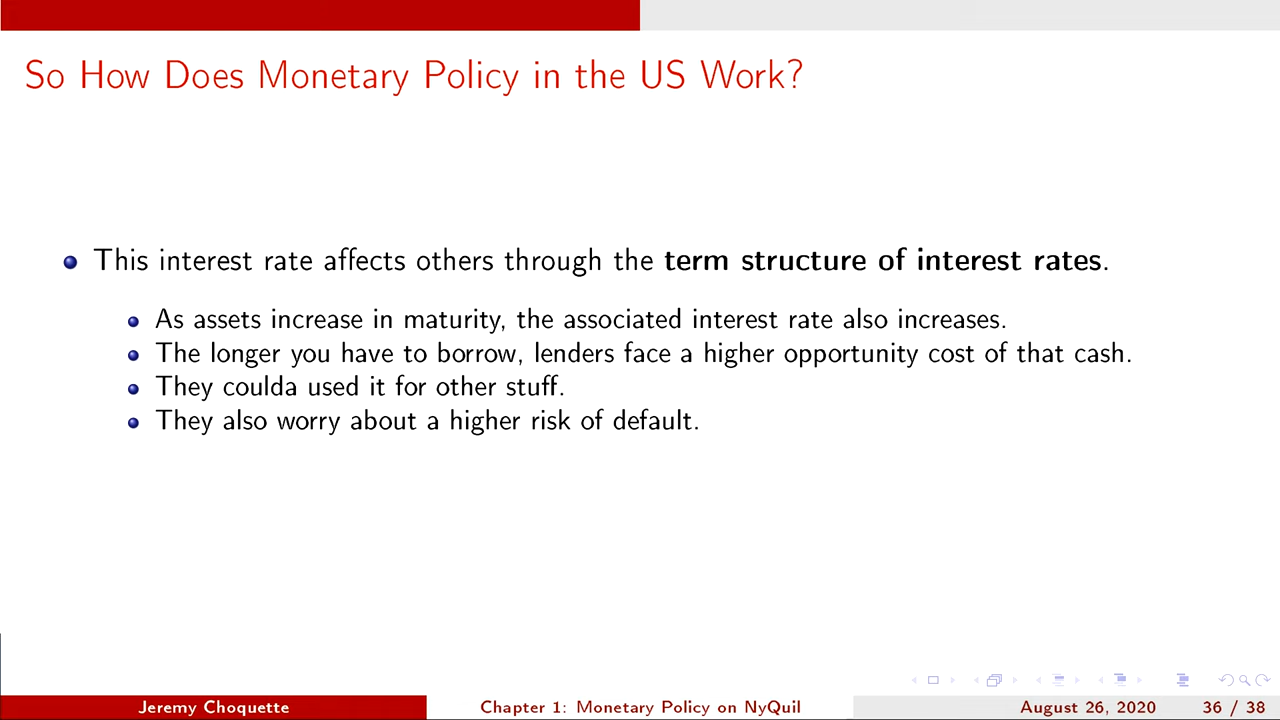 So How Does Monetary Policy in the US Work?
This interest rate affects others through the term structure of interest rates.
As assets increase in maturity, the associated interest rate also increases.
The longer you have to borrow, lenders face a higher opportunity cost of that cash.
They coulda used it for other stuff.
They also worry about a higher risk of default.
Jeremy Choquette Chapter 1: Monetary Policy on NyQuil August 26, 2020 36 / 38